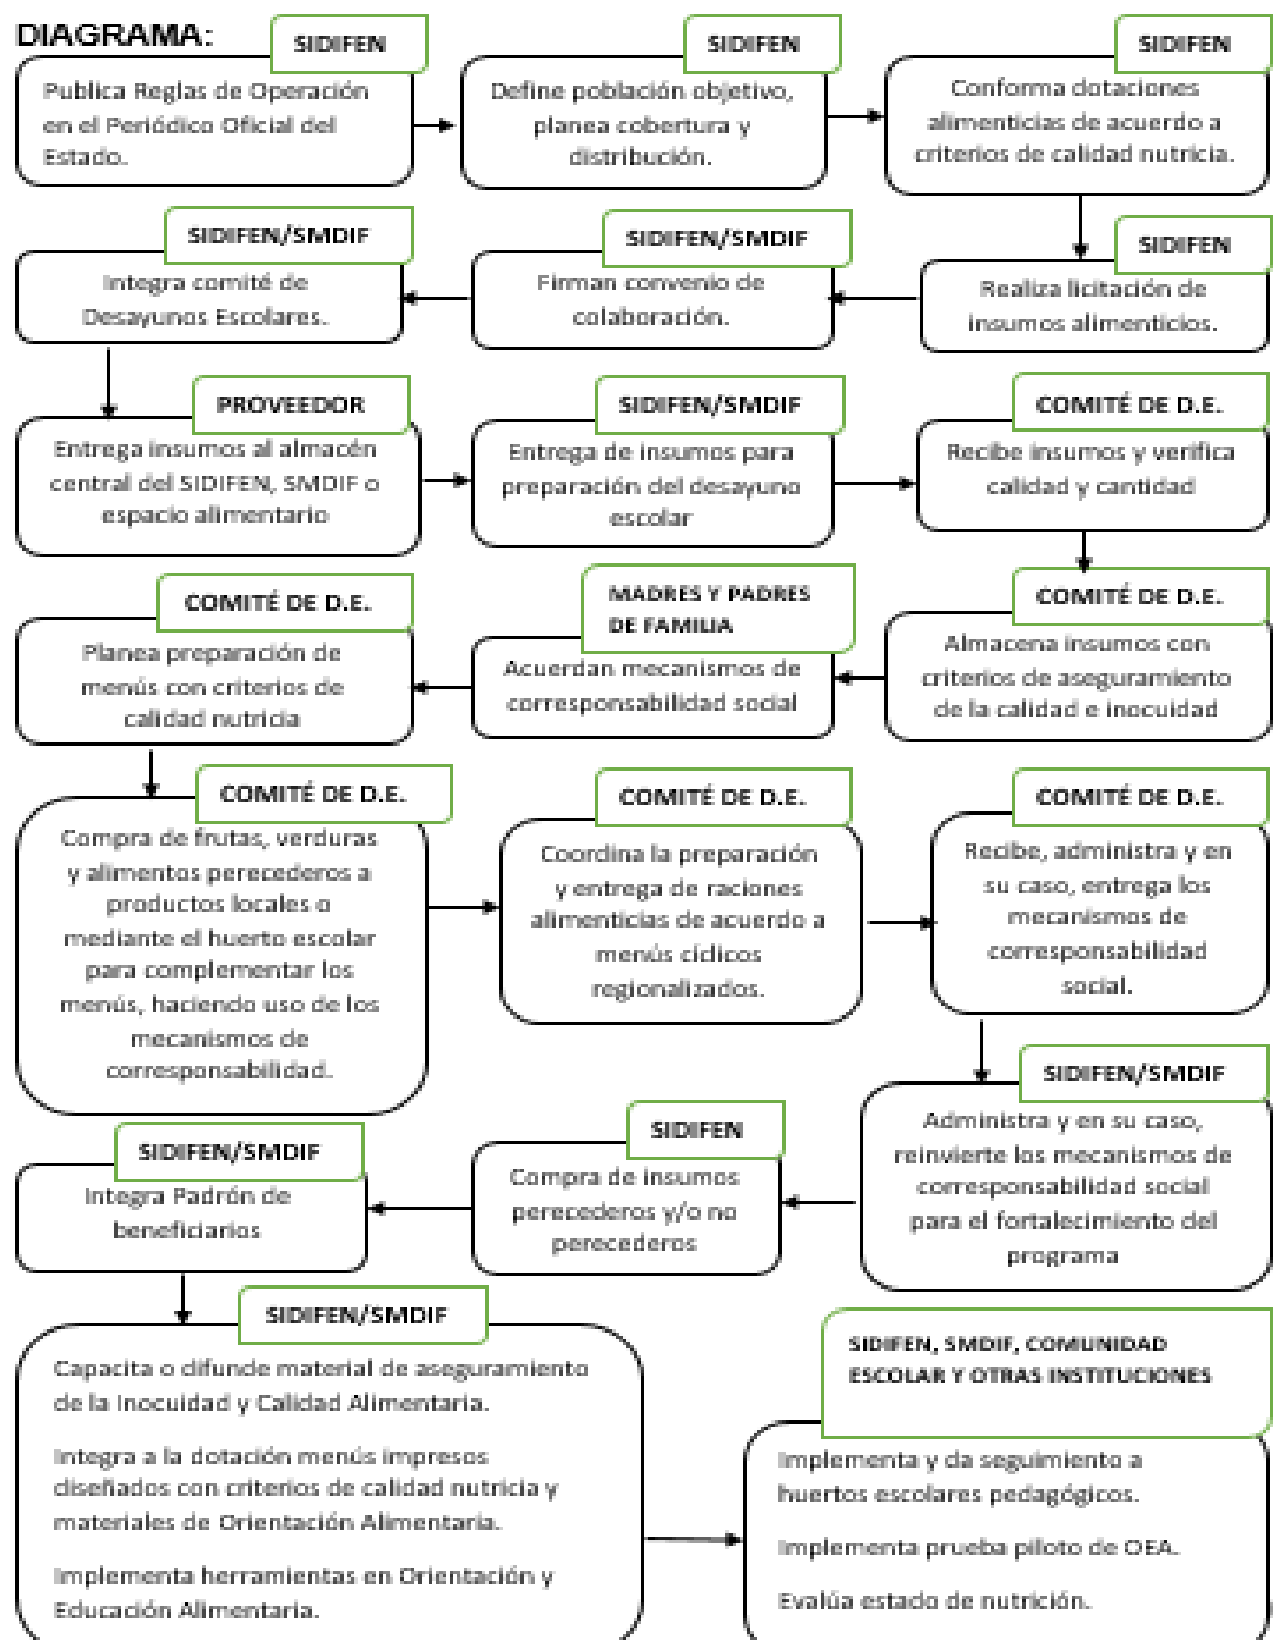 DIAGRAMA:
SIDIFEN
Publica Reglas de Operación
en el Periódico Oficial del
Estado.
SIDIFEN
Define población objetivo,
planea cobertura y
distribución.
SIDIFEN
Conforma dotaciones
alimenticias de acuerdo a
criterios de calidad nutricia.
SIDIFEN
Realiza licitación de
insumos alimenticios.
SIDIFEN/SMDIF
Firman convenio de
colaboración.
SIDIFEN/SMDIF
Integra comité de
Desayunos Escolares.
PROVEEDOR
Entrega insumos al almacén
central del SIDIFEN, SMDIF o
espacio alimentario
SIDIFEN/SMDIF
Entrega de insumos para
preparación del desayuno
escolar
COMITÉ DE D.E.
Recibe insumos y verifica
calidad y cantidad
COMITÉ DE D.E.
Almacena insumos con
criterios de aseguramiento
de la calidad e inocuidad
MADRES Y PADRES
DE FAMILIA
Acuerdan mecanismos de
corresponsabilidad social
COMITÉ DE D.E.
Planea preparación de
menús con criterios de
calidad nutricia
COMITÉ DE D.E.
Compra de frutas, verduras
y alimentos perecederos a
productos locales o
mediante el huerto escolar
para complementar los
menús, haciendo uso de los
mecanismos de
corresponsabilidad.
COMITÉ DE D.E.
Coordina la preparación
y entrega de raciones
alimenticias de acuerdo a
menús cíclicos
regionalizados.
COMITÉ DE D.E.
Recibe, administra y en
su caso, entrega los
mecanismos de
corresponsabilidad
social.
SIDIFEN/SMDIF
Administra y en su caso,
reinvierte los mecanismos de
corresponsabilidad social
para el fortalecimiento del
programa
SIDIFEN
Compra de insumos
perecederos y/o no
perecederos
SIDIFEN/SMDIF
Integra Padrón de
beneficiarios
SIDIFEN/SMDIF
Capacita o difunde material de aseguramiento
de la Inocuidad y Calidad Alimentaria.
Integra a la dotación menús impresos
diseñados con criterios de calidad nutricia y
materiales de Orientación Alimentaria.
Implementa herramientas en Orientación y
Educación Alimentaria.
SIDIFEN, SMDIF, COMUNIDAD
ESCOLAR Y OTRAS INSTITUCIONES
Implementa y da seguimiento a
huertos escolares pedagógicos.
Implementa prueba piloto de OEA.
Evalúa estado de nutrición.